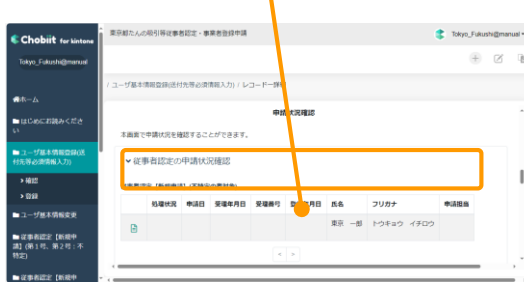 Chobiit for kintone
東京都たんの吸引等従事者認定・事業者登録申請
Tokyo_Fukushi@manual
Tokyo_Fukushi@manual
/ ユーザ基本情報登録(送付先等必須情報入力) / レコード一覧
ホーム
はじめにお読みください
ユーザ基本情報登録(送付先等必須情報入力)
> 確認
> 登録
ユーザ基本情報変更
従事者認定【新規申請】(第1号、第2号:不特定)
従事者認定【新規申
申請状況確認
本画面で申請状況を確認することができます。
従事者認定の申請状況確認
処理状況 申請日 受理年月日 受理番号 月日 氏名 フリガナ 申請担当
東京 一郎 トウキョウ イチロウ
< >